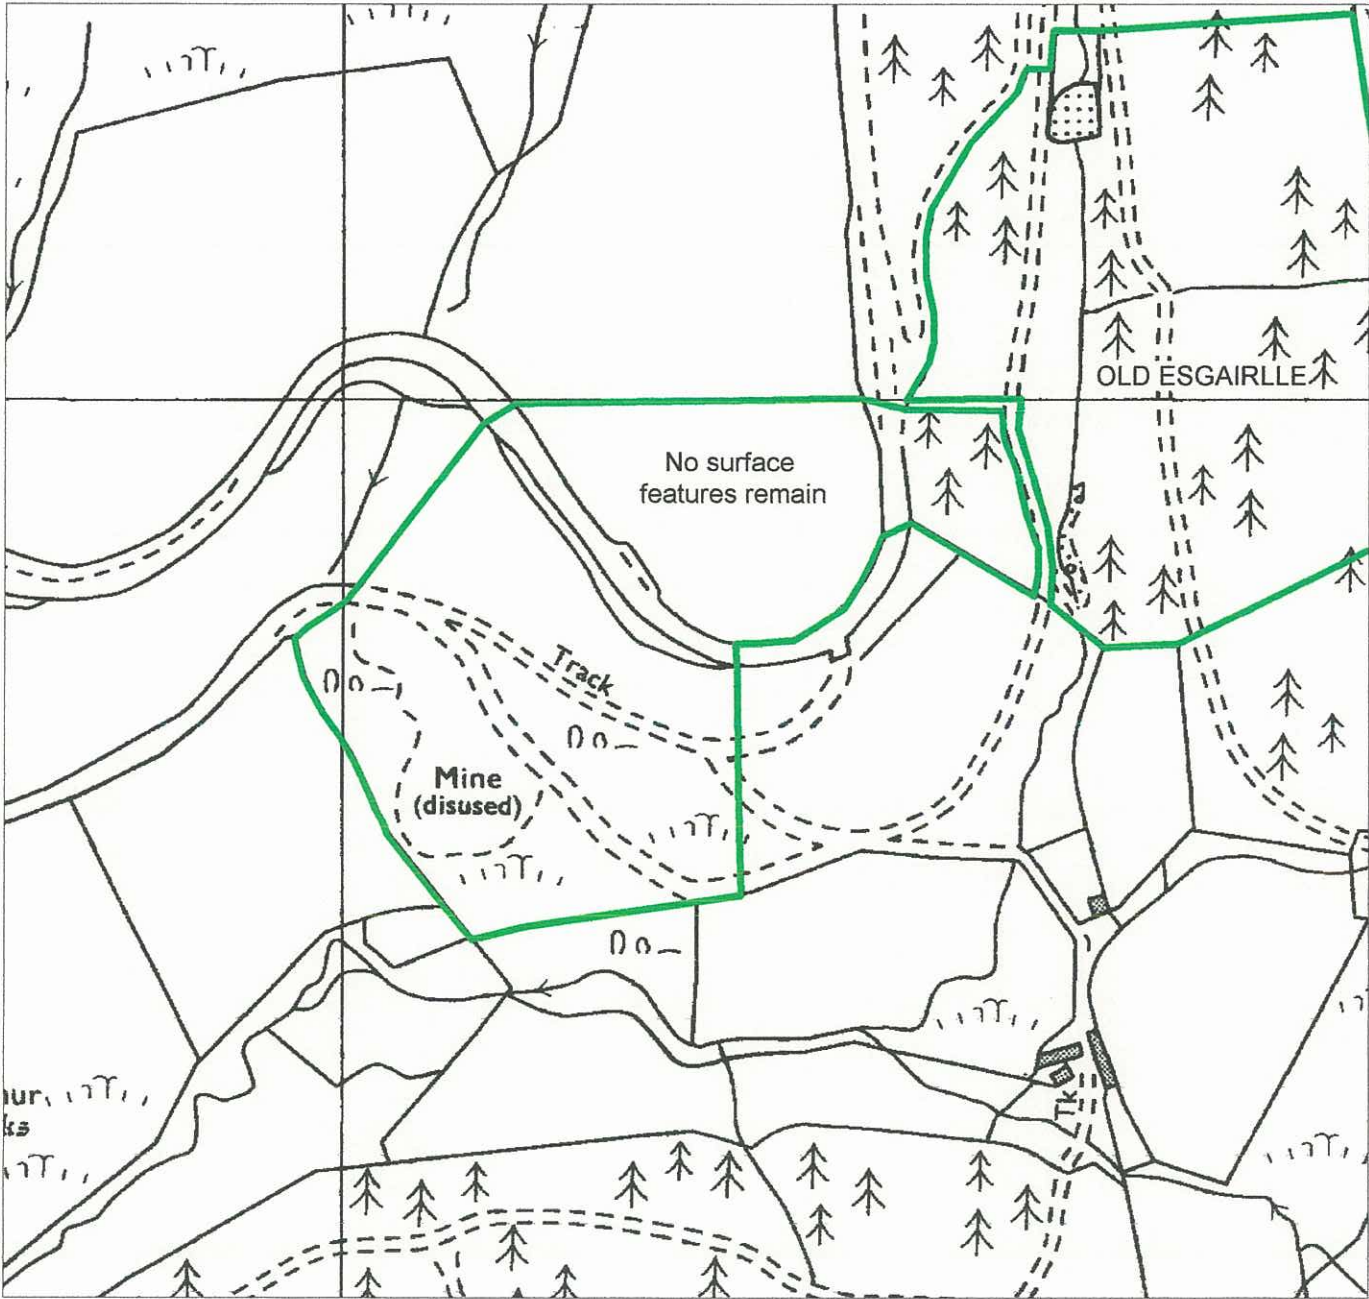 OLD ESGAIRLLE
No surface
features remain
Track
Mine
(disused)
Tk